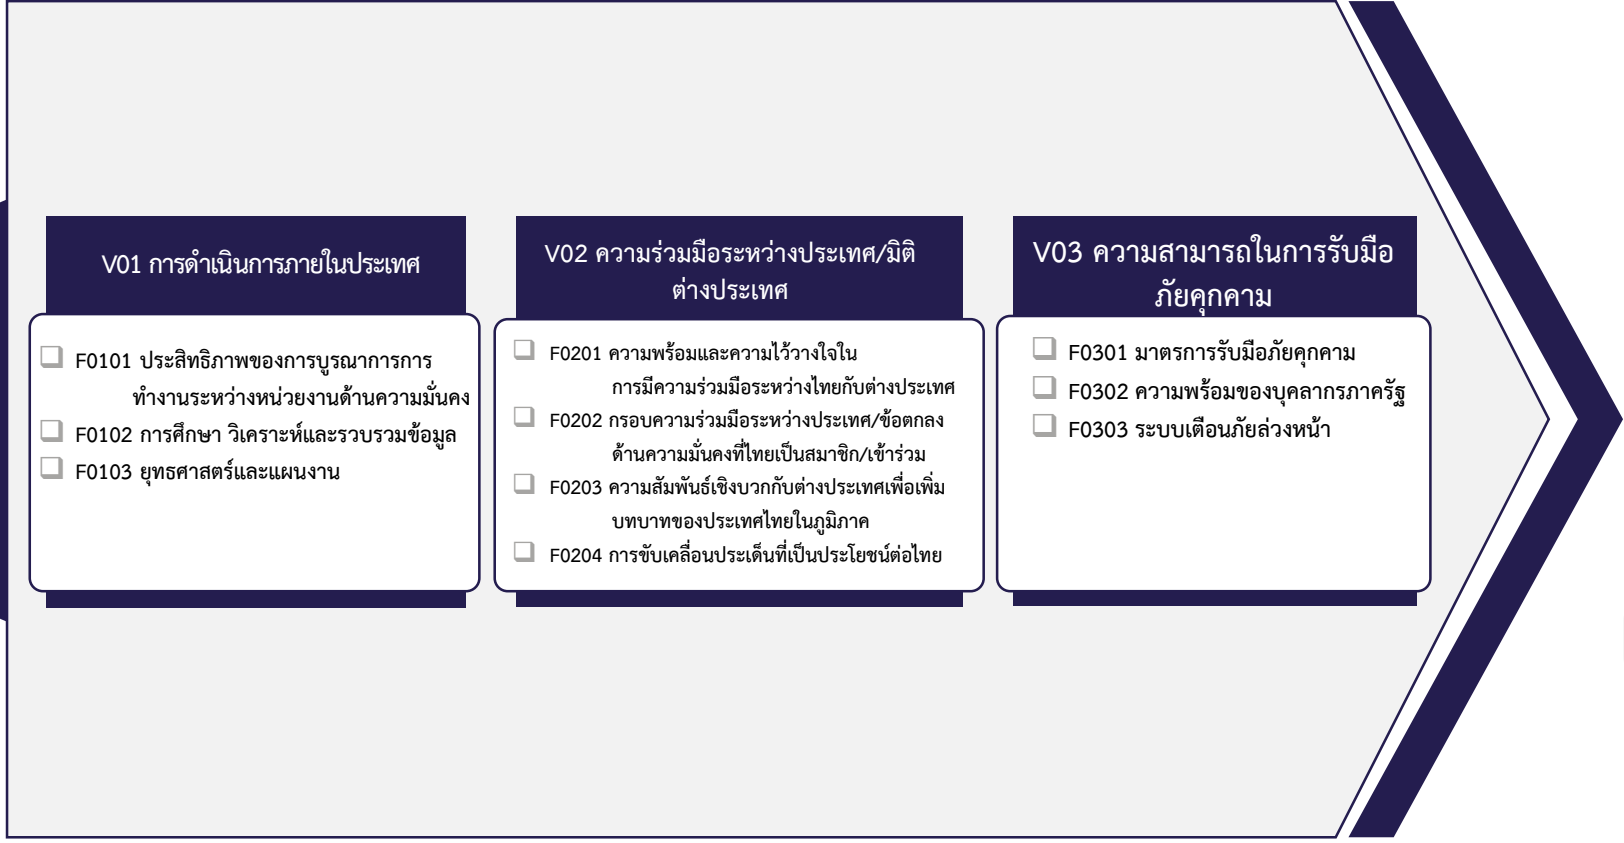 V01 การดำเนินการภายในประเทศ
F0101 ประสิทธิภาพของการบูรณาการการ
ทำงานระหว่างหน่วยงานด้านความมั่นคง
F0102 การศึกษา วิเคราะห์และรวบรวมข้อมูล
F0103 ยุทธศาสตร์และแผนงาน
V02 ความร่วมมือระหว่างประเทศ/มิติ
ต่างประเทศ
F0201 ความพร้อมและความไว้วางใจใน
การมีความร่วมมือระหว่างไทยกับต่างประเทศ
F0202 กรอบความร่วมมือระหว่างประเทศ/ข้อตกลง
ด้านความมั่นคงที่ไทยเป็นสมาชิก/เข้าร่วม
F0203 ความสัมพันธ์เชิงบวกกับต่างประเทศเพื่อเพิ่ม
บทบาทของประเทศไทยในภูมิภาค
F0204 การขับเคลื่อนประเด็นที่เป็นประโยชน์ต่อไทย
V03 ความสามารถในการรับมือ
ภัยคุกคาม
F0301 มาตรการรับมือภัยคุกคาม
F0302 ความพร้อมของบุคลากรภาครัฐ
F0303 ระบบเตือนภัยล่วงหน้า